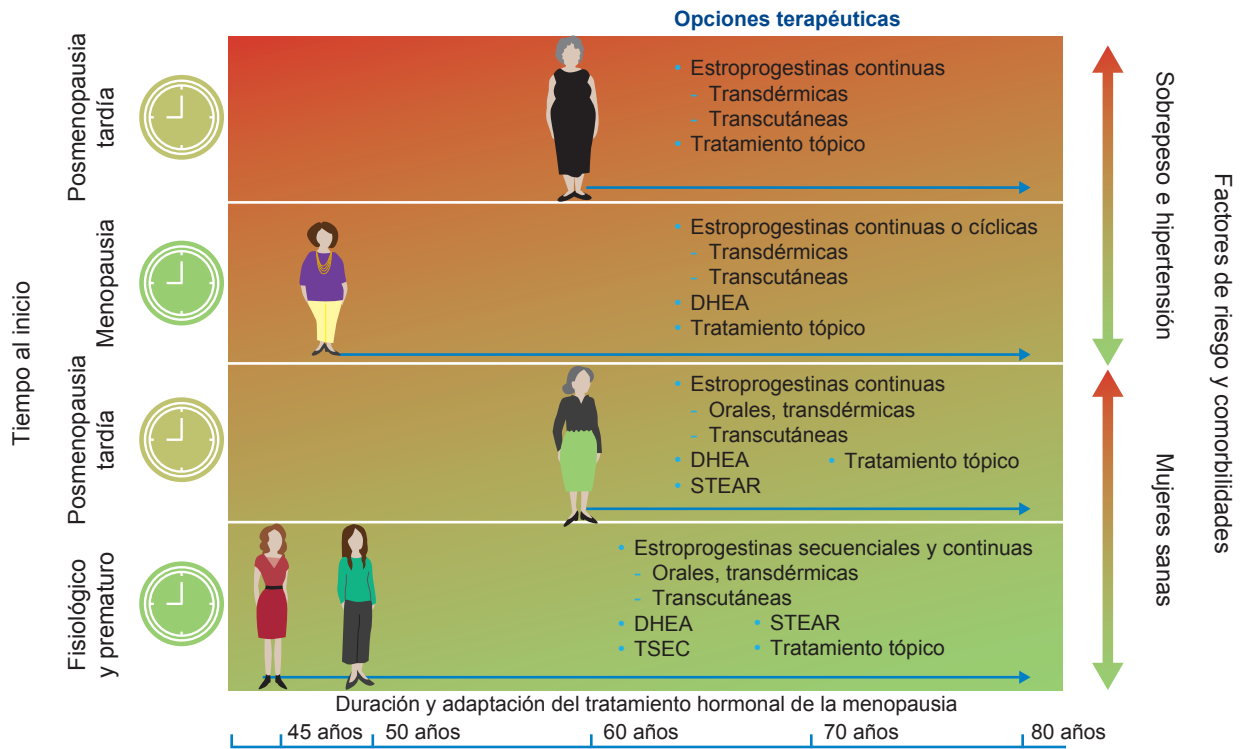 Opciones terapéuticas
Tiempo al inicio
Posmenopausia
tardía
• Estroprogestinas continuas
- Transdérmicas
- Transcutáneas
• Tratamiento tópico
Menopausia
• Estroprogestinas continuas o cíclicas
- Transdérmicas
- Transcutáneas
• DHEA
• Tratamiento tópico
Posmenopausia
tardía
• Estroprogestinas continuas
- Orales, transdérmicas
- Transcutáneas
• DHEA • Tratamiento tópico
• STEAR
Fisiológico
y prematuro
• Estroprogestinas secuenciales y continuas
- Orales, transdérmicas
- Transcutáneas
• DHEA • STEAR
• TSEC • Tratamiento tópico
Sobrepeso e hipertensión
Mujeres sanas
Factores de riesgo y comorbilidades
Duración y adaptación del tratamiento hormonal de la menopausia
45 años 50 años 60 años 70 años 80 años